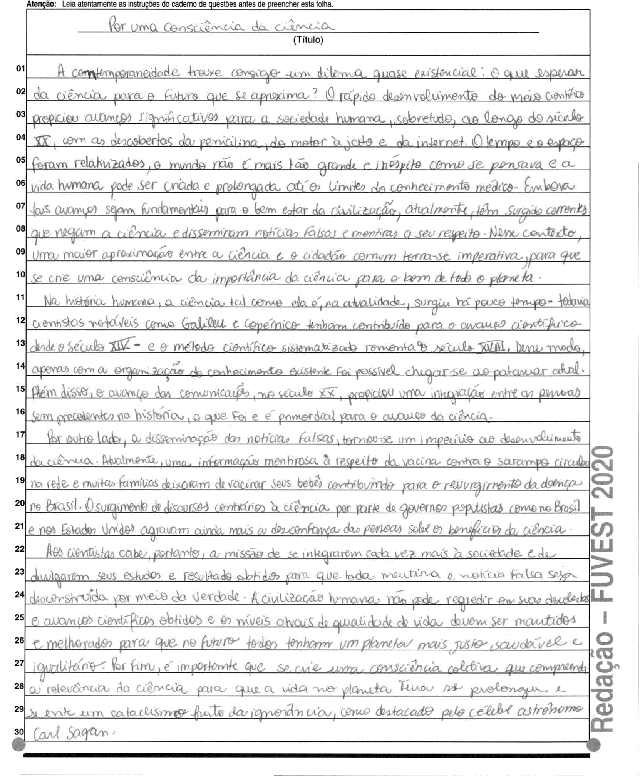 Atenção: Leia atentamente as instruções do caderno de questões antes de preencher esta folha.
Por uma consciência da ciência
(Título)
01 A contemporaneidade trouxe consigo um dilema quase existencial: O que esperar
02 da ciência para o futuro que se aproxima? O rápido desenvolvimento do meio científico
03 propiciou avanços significativos para a sociedade humana, sobretudo, ao longo do século
04 XX, com as descobertas da penicilina, do motor à jato e da internet. O tempo e o espaço
05 foram relativizados, o mundo não é mais tão grande e inóspito como se pensava e a
06 vida humana pode ser criada e prolongada até os limites do conhecimento médico. Embora
07 tais avanços sejam fundamentais para o bem estar da civilização, atualmente, têm surgido correntes
08 que negam a ciência e disseminam notícias falsas e mentiras a seu respeito. Nesse contexto,
09 uma maior aproximação entre a ciência e o cidadão comum torna-se imperativa, para que
10 se crie uma consciência da importância da ciência para o bem de todo o planeta.
11 Na história humana, a ciência tal como ela é, na atualidade, surgiu há pouco tempo -
12 cientistas notáveis como Galileu e Copérnico tenham contribuído para o avanço científico
13 desde o século XIV - e o método científico sistematizado remonta o século XVIII. Desse modo,
14 apenas com a organização do conhecimento existente foi possível chegar-se ao patamar atual.
15 Além disso, o avanço das comunicações, no século XX, propiciou uma integração entre as pessoas
16 sem precedentes na história, o que foi e é primordial para o avanço da ciência.
17 Por outro lado, a disseminação das notícias falsas, tornou-se um ao desenvolvimento
18 da ciência. Atualmente, uma informação mentirosa à respeito da vacina contra o sarampo circulou
19 na rede e muitas famílias deixaram de vacinar seus bebês contribuindo para o ressurgimento da doença
20 no Brasil. O surgimento de discursos contrários à ciência por parte de governos populistas como no Brasil
21 e nos Estados Unidos agravam ainda mais a desconfiança das pessoas sobre os benefícios da ciência.
22 Aos cientistas cabe, portanto, a missão de se integrarem cada vez mais à sociedade e de
23 divulgarem seus estudos e resultado obtidos para que toda mentira e notícia falsa seja
24 desconstruída por meio da verdade. A civilização humana não pode regredir em suas descobertas
25 e avanços científicos obtidos e os níveis atuais de qualidade de vida devem ser mantidos
26 e melhorados para que no futuro todos tenham um planeta mais justo, saudável e
27 igualitário. Por fim, é importante que se crie uma consciência coletiva que compreenda
28 a relevância da ciência para que a vida no planeta Terra se prolongue e
29 se evite um cataclismo fruto da ignorância, como destacado pelo célebre astrônomo
30 Carl Sagan.
Redação – FUVEST 2020